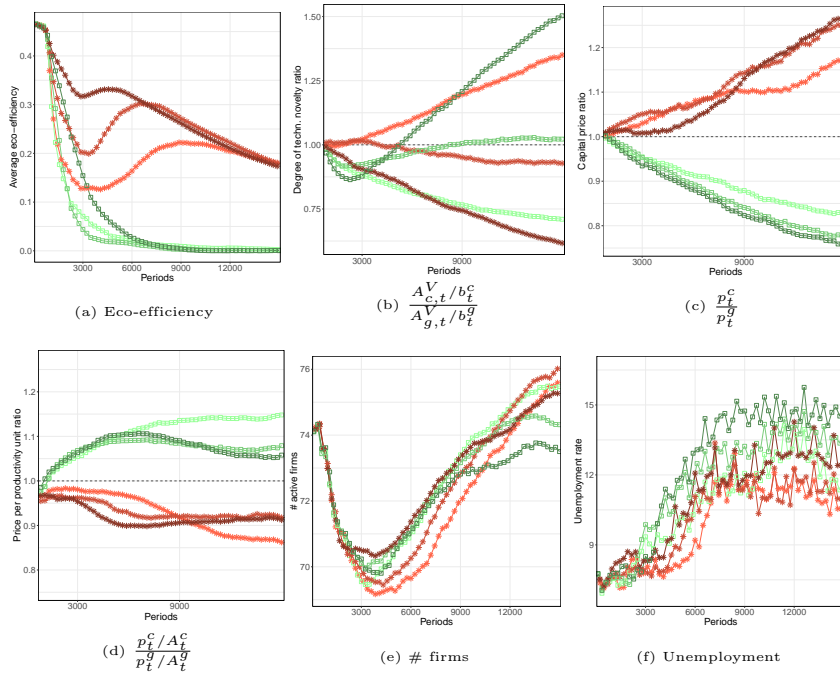 Average eco−efficiency
0.4
0.3
0.2
0.1
0.0
3000 6000 9000 12000
Periods
(a) Eco-efficiency
Degree of techn. novelty ratio
1.50
1.25
1.00
0.75
3000 9000
Periods
(b) \frac{A^V_{c,t}/b^c_t}{A^V_{g,t}/b^g_t}
Capital price ratio
1.2
1.1
1.0
0.9
0.8
3000 9000
Periods
(c) \frac{p^c_t}{p^g_t}
Price per productivity unit ratio
1.2
1.1
1.0
0.9
0.8
3000 9000
Periods
(d) \frac{p^c_t/A^c_t}{p^g_t/A^g_t}
# active firms
76
74
72
70
3000 6000 9000 12000
Periods
(e) # firms
Unemployment rate
15
12
9
3000 6000 9000 12000
Periods
(f) Unemployment